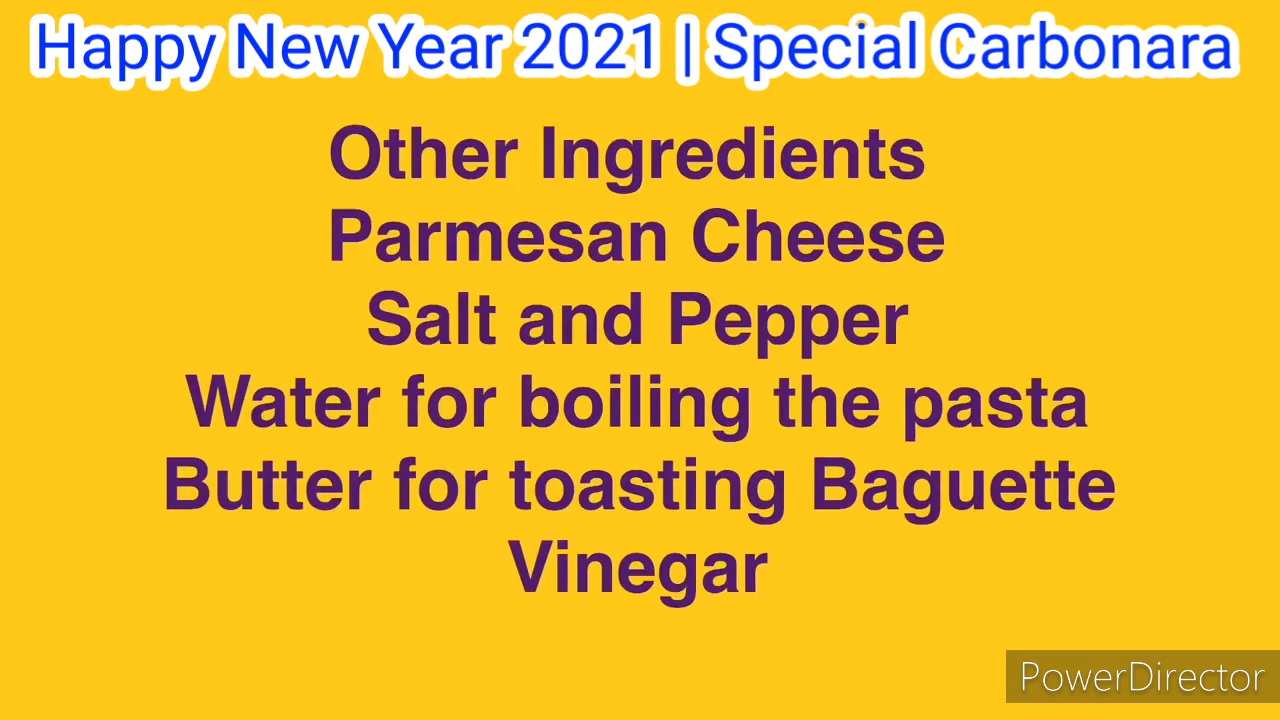 Happy New Year 2021 | Special Carbonara
Other Ingredients
Parmesan Cheese
Salt and Pepper
Water for boiling the pasta
Butter for toasting Baguette
Vinegar
PowerDirector